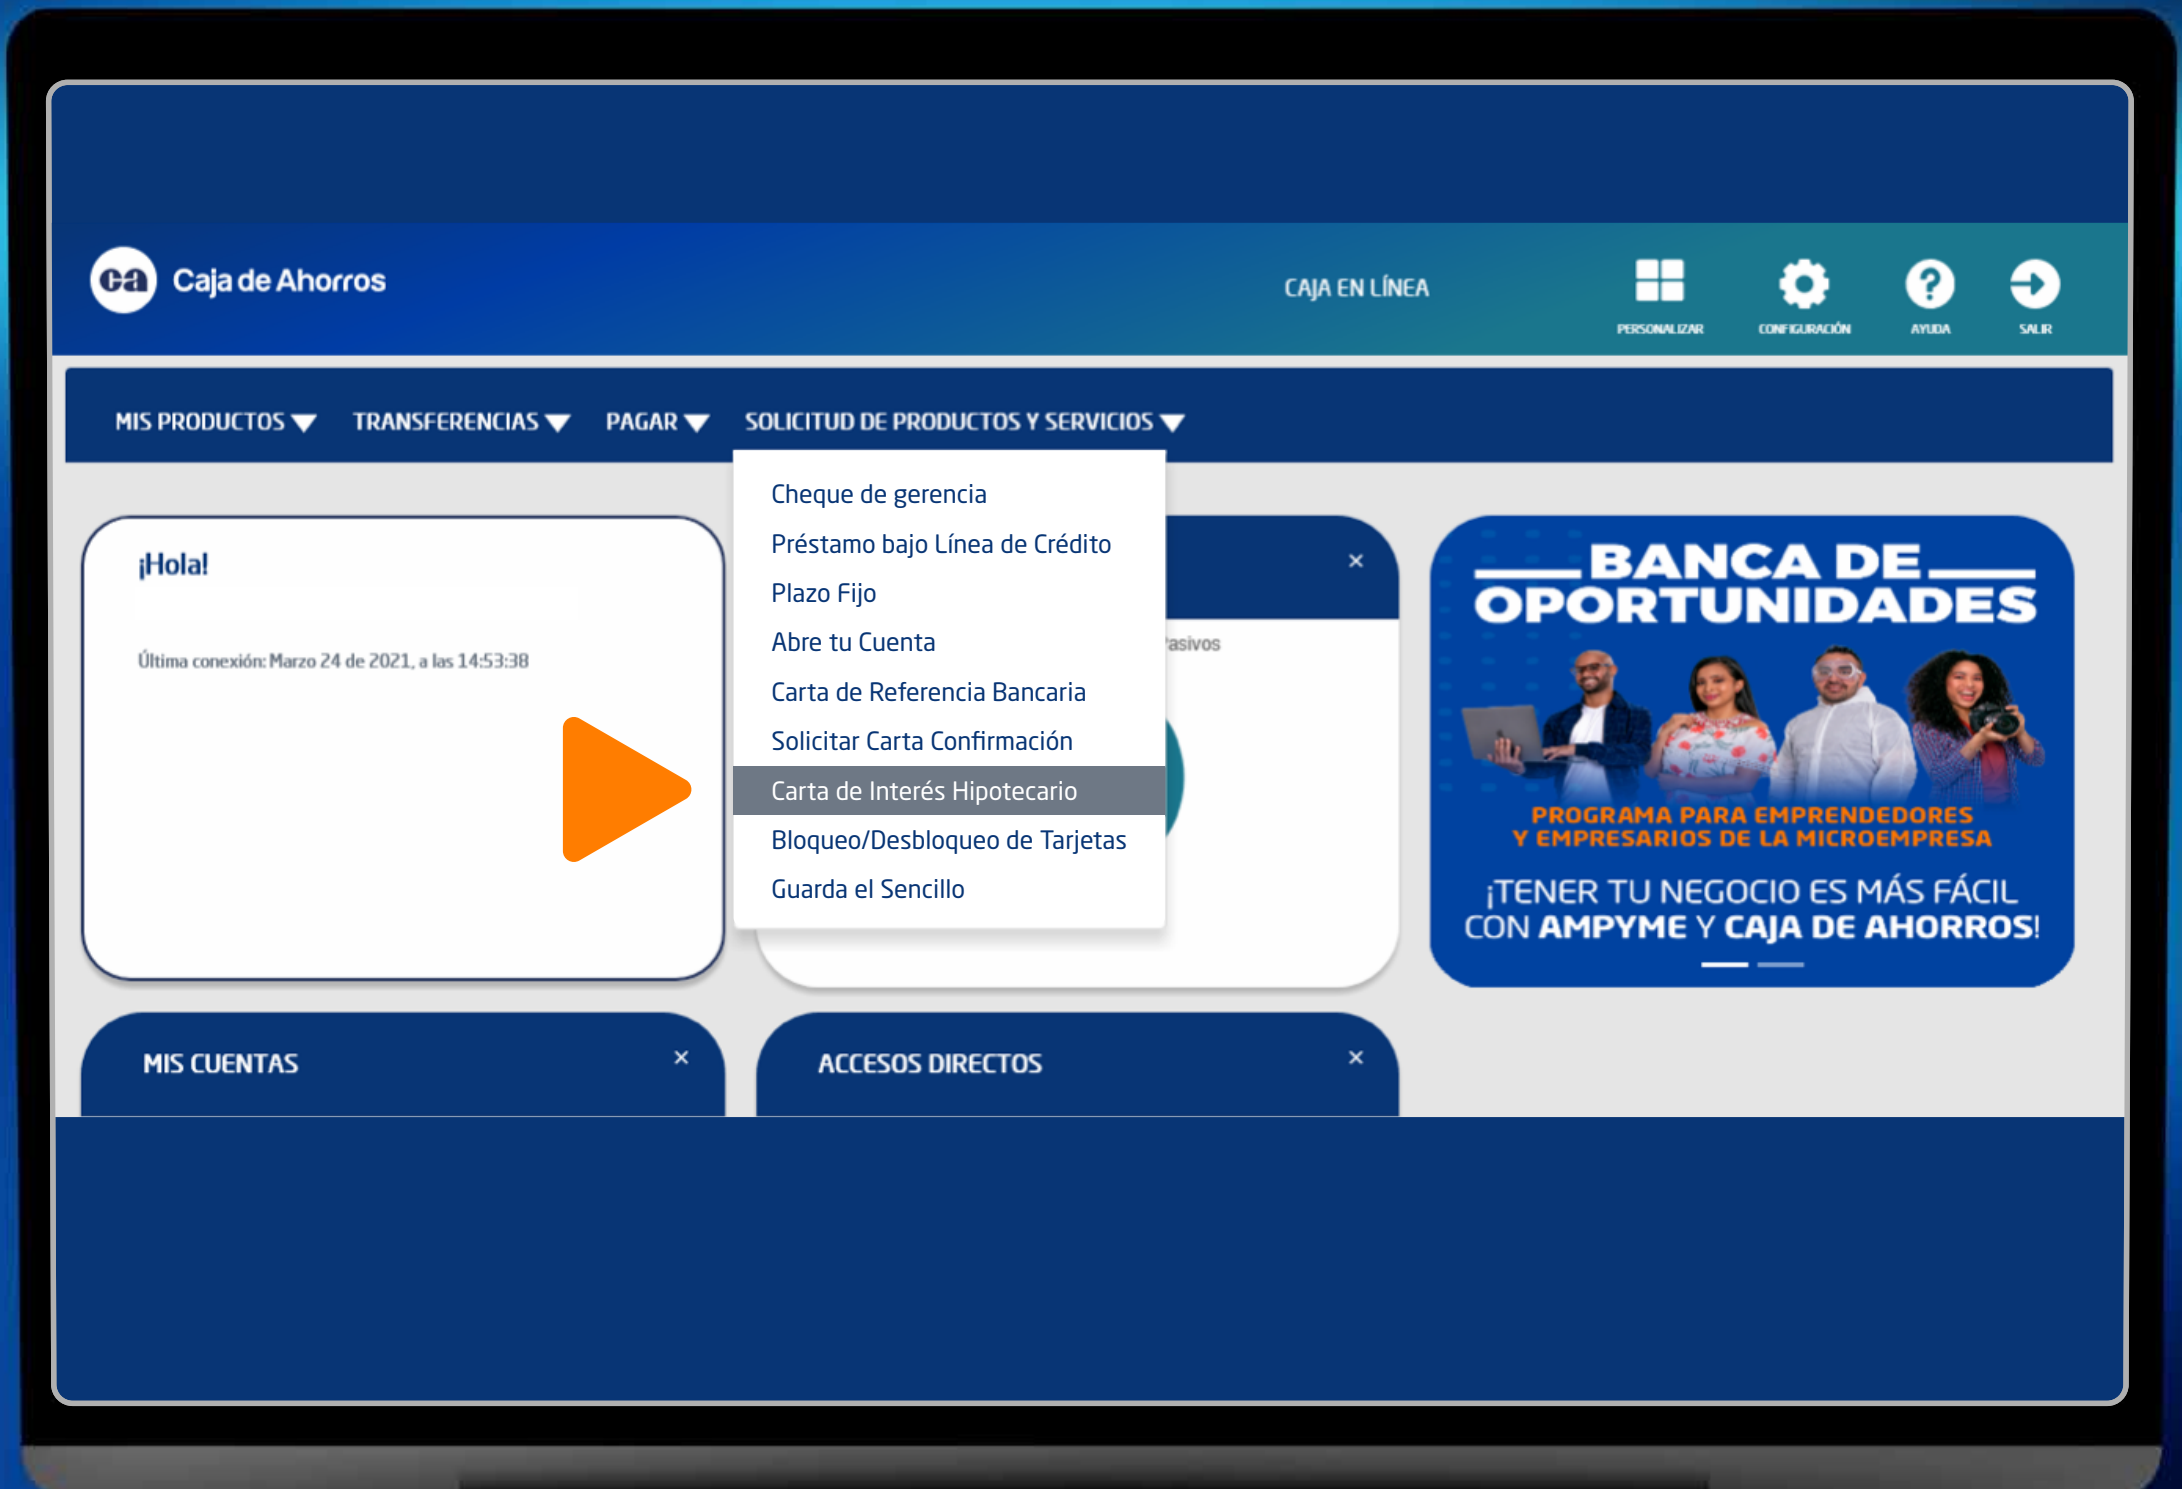 ca Caja de Ahorros
CAJA EN LÍNEA
PERSONALIZAR
CONFIGURACIÓN
AYUDA
SALIR
MIS PRODUCTOS
TRANSFERENCIAS
PAGAR
SOLICITUD DE PRODUCTOS Y SERVICIOS
Cheque de gerencia
Préstamo bajo Línea de Crédito
Plazo Fijo
Abre tu Cuenta
Carta de Referencia Bancaria
Solicitar Carta Confirmación
Carta de Interés Hipotecario
Bloqueo/Desbloqueo de Tarjetas
Guarda el Sencillo
¡Hola!
Última conexión: Marzo 24 de 2021, a las 14:53:38
×
asivos
BANCA DE
OPORTUNIDADES
PROGRAMA PARA EMPRENDEDORES
Y EMPRESARIOS DE LA MICROEMPRESA
¡TENER TU NEGOCIO ES MÁS FÁCIL
CON AMPYME Y CAJA DE AHORROS!
MIS CUENTAS ×
ACCESOS DIRECTOS ×